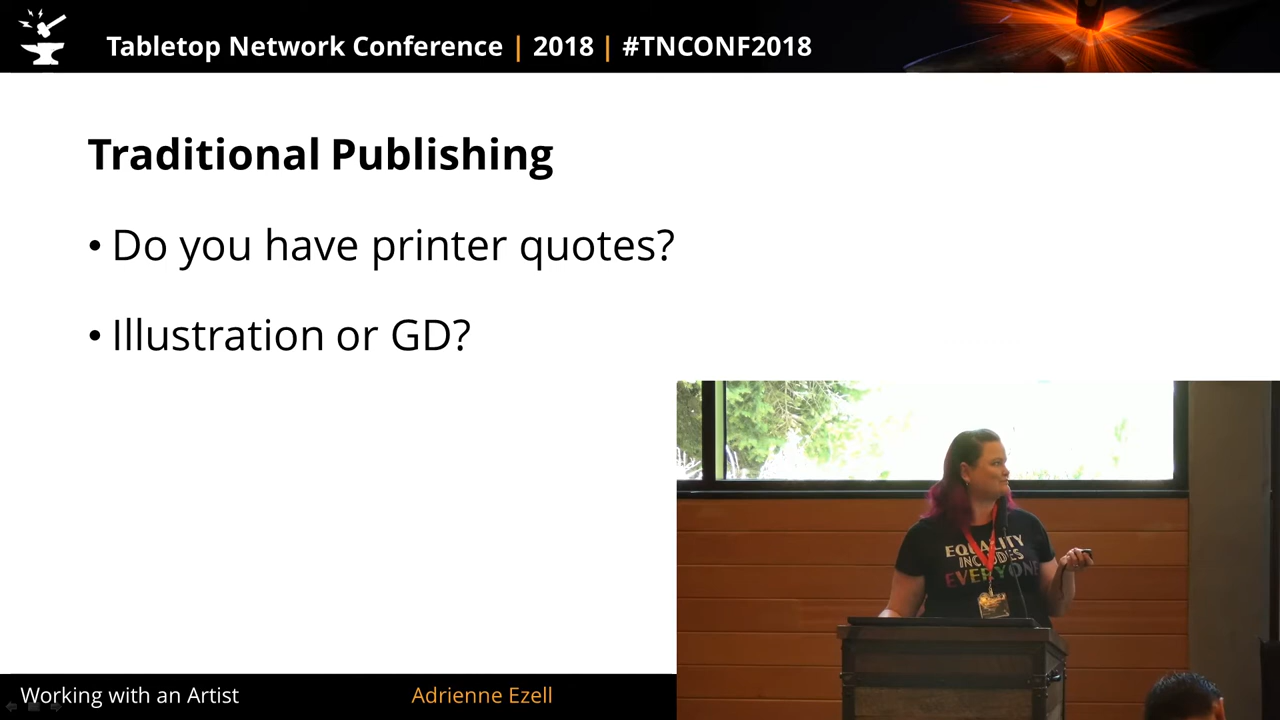 Tabletop Network Conference | 2018 | #TNCONF2018
Traditional Publishing
• Do you have printer quotes?
• Illustration or GD?
EQUALITY
INCLUDES
EVERYONE
Working with an Artist
Adrienne Ezell